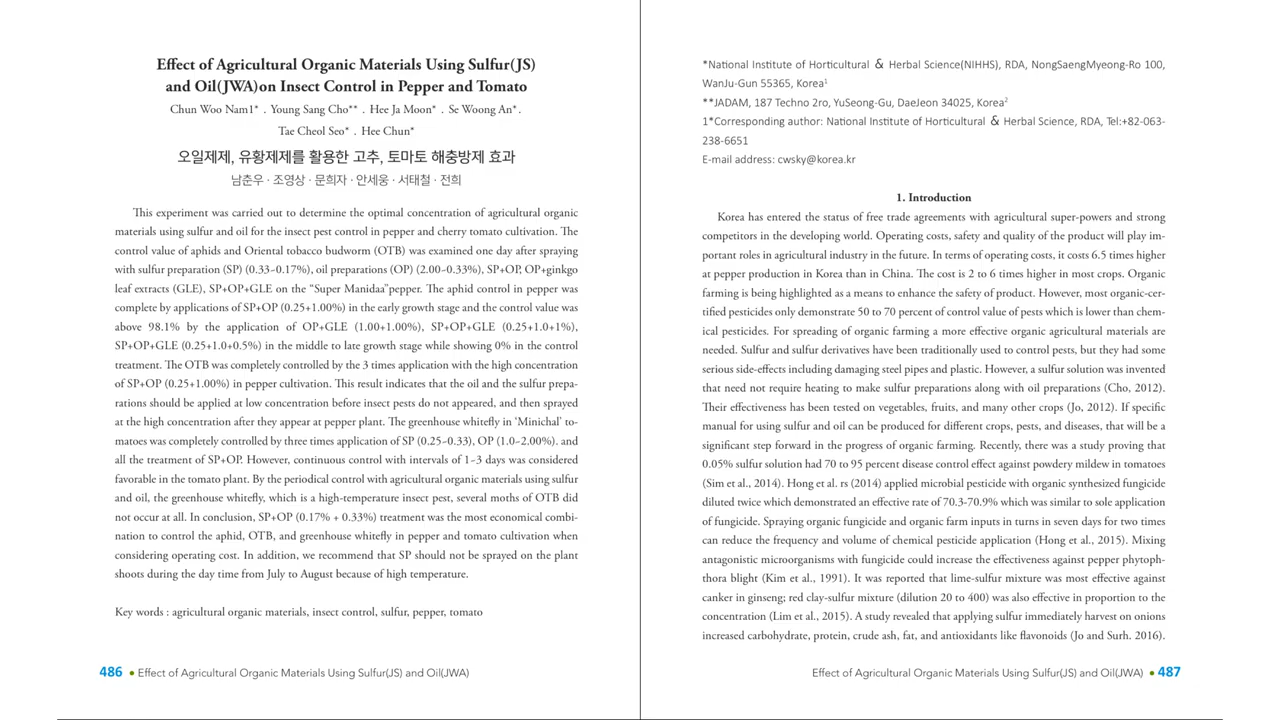 Effect of Agricultural Organic Materials Using Sulfur(JS)
and Oil(JWA)on Insect Control in Pepper and Tomato
Chun Woo Nam1* . Young Sang Cho** . Hee Ja Moon* . Se Woong An*.
Tae Cheol Seo* . Hee Chun*
오일제제, 유황제제를 활용한 고추, 토마토 해충방제 효과
남춘우 · 조영상 · 문희자 · 안세웅 · 서태철 · 전희
This experiment was carried out to determine the optimal concentration of agricultural organic
materials using sulfur and oil for the insect pest control in pepper and cherry tomato cultivation. The
control value of aphids and Oriental tobacco budworm (OTB) was examined one day after spraying
with sulfur preparation (SP) (0.33~0.17%), oil preparations (OP) (2.00~0.33%), SP+OP, OP+ginkgo
leaf extracts (GLE), SP+OP+GLE on the “Super Manidaa”pepper. The aphid control in pepper was
complete by applications of SP+OP (0.25+1.00%) in the early growth stage and the control value was
above 98.1% by the application of OP+GLE (1.00+1.00%), SP+OP+GLE (0.25+1.0+1%),
SP+OP+GLE (0.25+1.0+0.5%) in the middle to late growth stage while showing 0% in the control
treatment. The OTB was completely controlled by the 3 times application with the high concentration
of SP+OP (0.25+1.00%) in pepper cultivation. This result indicates that the oil and the sulfur prepa-
rations should be applied at low concentration before insect pests do not appeared, and then sprayed
at the high concentration after they appear at pepper plant. The greenhouse whitefly in ‘Minichal’ to-
matoes was completely controlled by three times application of SP (0.25~0.33), OP (1.0~2.00%). and
all the treatment of SP+OP. However, continuous control with intervals of 1~3 days was considered
favorable in the tomato plant. By the periodical control with agricultural organic materials using sulfur
and oil, the greenhouse whitefly, which is a high-temperature insect pest, several moths of OTB did
not occur at all. In conclusion, SP+OP (0.17% + 0.33%) treatment was the most economical combi-
nation to control the aphid, OTB, and greenhouse whitefly in pepper and tomato cultivation when
considering operating cost. In addition, we recommend that SP should not be sprayed on the plant
shoots during the day time from July to August because of high temperature.
Key words : agricultural organic materials, insect control, sulfur, pepper, tomato
486 • Effect of Agricultural Organic Materials Using Sulfur(JS) and Oil(JWA)
*National Institute of Horticultural & Herbal Science(NIHHS), RDA, NongSaengMyeong-Ro 100,
WanJu-Gun 55365, Korea1
**JADAM, 187 Techno 2ro, YuSeong-Gu, DaeJeon 34025, Korea2
1*Corresponding author: National Institute of Horticultural & Herbal Science, RDA, Tel:+82-063-
238-6651
E-mail address: cwsky@korea.kr
1. Introduction
Korea has entered the status of free trade agreements with agricultural super-powers and strong
competitors in the developing world. Operating costs, safety and quality of the product will play im-
portant roles in agricultural industry in the future. In terms of operating costs, it costs 6.5 times higher
at pepper production in Korea than in China. The cost is 2 to 6 times higher in most crops. Organic
farming is being highlighted as a means to enhance the safety of product. However, most organic-cer-
tified pesticides only demonstrate 50 to 70 percent of control value of pests which is lower than chem-
ical pesticides. For spreading of organic farming a more effective organic agricultural materials are
needed. Sulfur and sulfur derivatives have been traditionally used to control pests, but they had some
serious side-effects including damaging steel pipes and plastic. However, a sulfur solution was invented
that need not require heating to make sulfur preparations along with oil preparations (Cho, 2012).
Their effectiveness has been tested on vegetables, fruits, and many other crops (Jo, 2012). If specific
manual for using sulfur and oil can be produced for different crops, pests, and diseases, that will be a
significant step forward in the progress of organic farming. Recently, there was a study proving that
0.05% sulfur solution had 70 to 95 percent disease control effect against powdery mildew in tomatoes
(Sim et al., 2014). Hong et al. rs (2014) applied microbial pesticide with organic synthesized fungicide
diluted twice which demonstrated an effective rate of 70.3-70.9% which was similar to sole application
of fungicide. Spraying organic fungicide and organic farm inputs in turns in seven days for two times
can reduce the frequency and volume of chemical pesticide application (Hong et al., 2015). Mixing
antagonistic microorganisms with fungicide could increase the effectiveness against pepper phytoph-
thora blight (Kim et al., 1991). It was reported that lime-sulfur mixture was most effective against
canker in ginseng; red clay-sulfur mixture (dilution 20 to 400) was also effective in proportion to the
concentration (Lim et al., 2015). A study revealed that applying sulfur immediately harvest on onions
increased carbohydrate, protein, crude ash, fat, and antioxidants like flavonoids (Jo and Surh. 2016).
Effect of Agricultural Organic Materials Using Sulfur(JS) and Oil(JWA) • 487